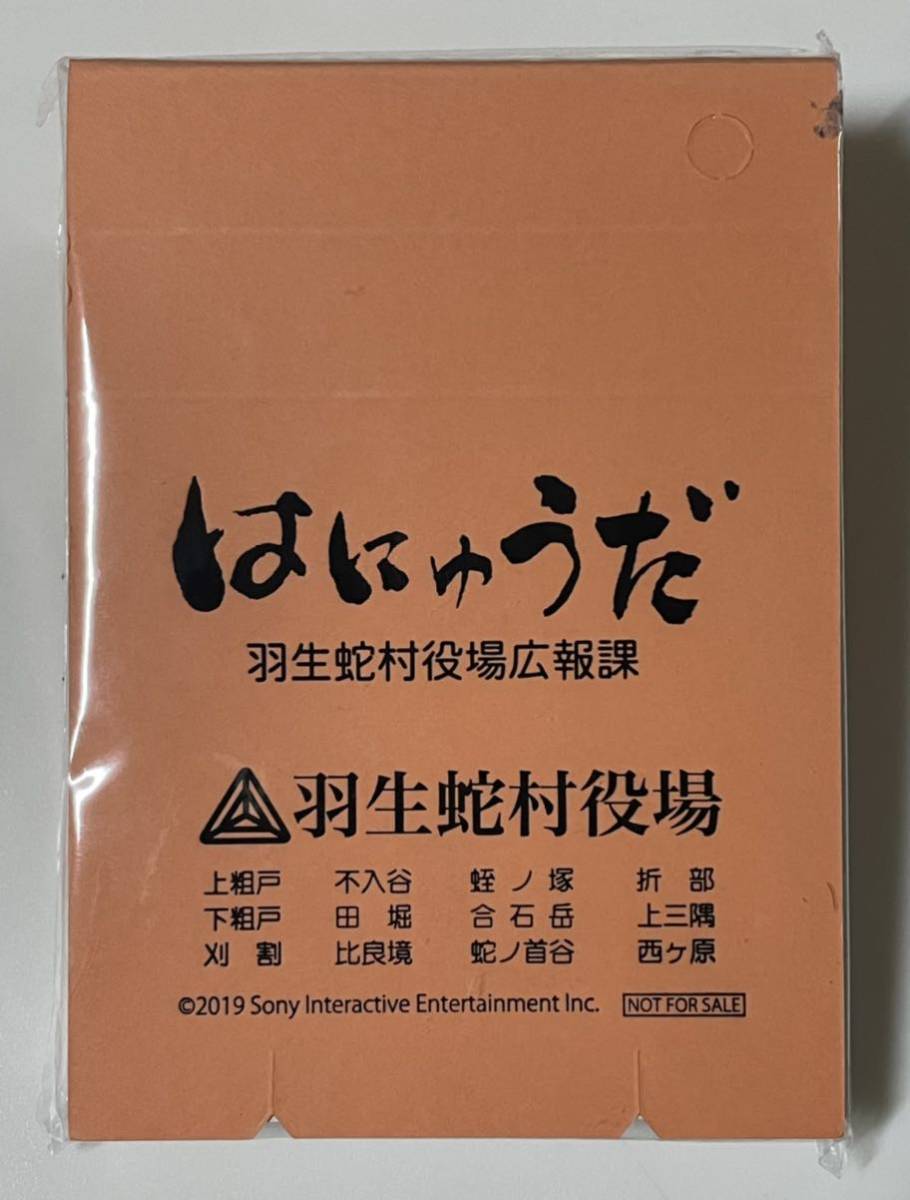 はにゅうだ
羽生蛇村役場広報課
羽生蛇村役場
上粗戸 不入谷 蛭ノ塚 折部
下粗戸 田堀 合石岳 上三隅
刈割 比良境 蛇ノ首谷 西ヶ原
©2019 Sony Interactive Entertainment Inc. NOT FOR SALE